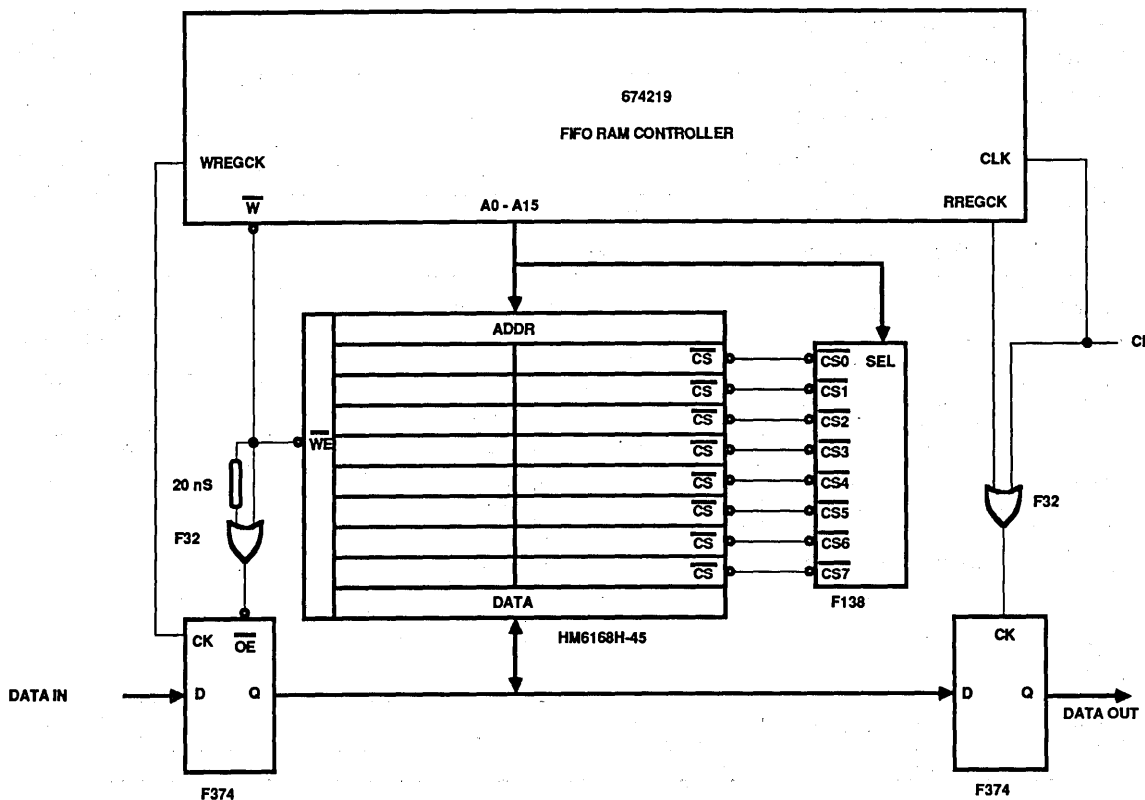 674219
FIFO RAM CONTROLLER
WREGCK
CLK
W
A0 - A15
RREGCK
ADDR
CS
CS0
SEL
CS
CS1
CS
CS2
CS
CS3
WE
CS
CS4
CS
CS5
CS
CS6
CS
CS7
20 nS
F32
F32
DATA
F138
HM6168H-45
CK
OE
CK
DATA IN
D
Q
D
Q
DATA OUT
F374
F374